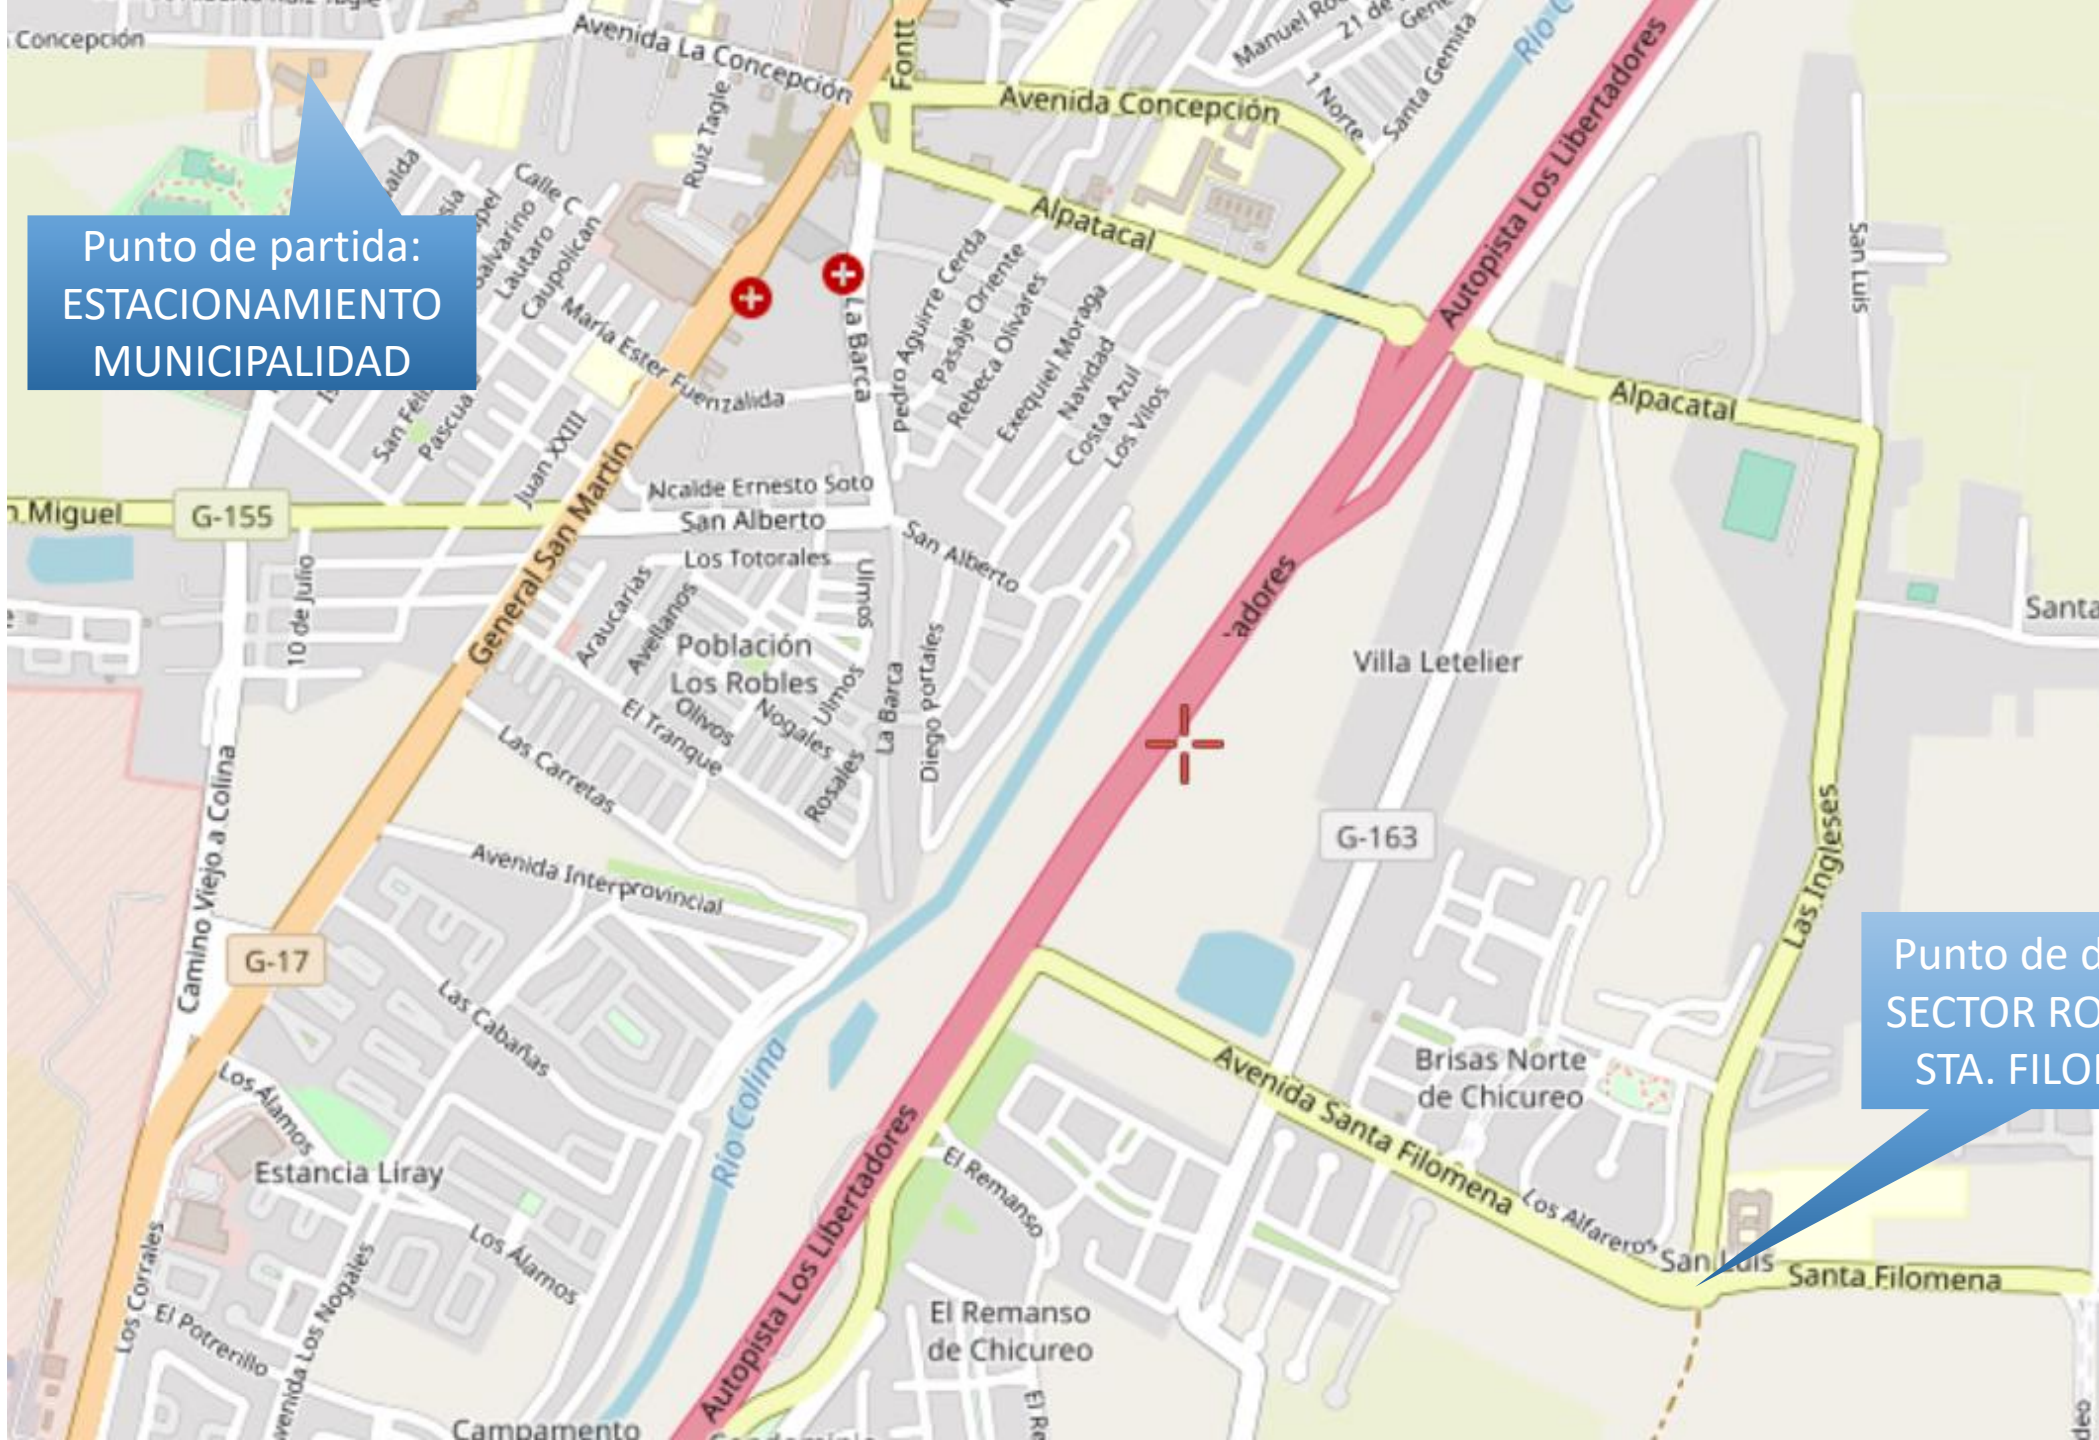 Concepción
Avenida La Concepción
Fontt
Avenida Concepción
1 Norte
Santa Gemita
Autopista Los Libertadores
Ruiz Tagle
Calle C
Galvarino
Lautaro
Caupolicán
Punto de partida:
ESTACIONAMIENTO
MUNICIPALIDAD
Alpatacal
San Luis
María Ester Fuenzalida
La Barca
Pedro Aguirre Cerda
Pasaje Oriente
Rebeca Olivares
Exequiel Moraga
Navidad
Costa Azul
Los Vilos
Alpacatal
Pascua
Juan XXIII
General San Martín
Miguel
G-155
Alcalde Ernesto Soto
San Alberto
San Alberto
Los Totorales
Ulmos
10 de Julio
Araucarias
Avellanos
Población
Los Robles
Olivos
Nogales
Ulmos
Rosales
El Tranque
Las Carretas
La Barca
Diego Portales
adores
Villa Letelier
Santa
G-163
Las Ingleses
Camino Viejo a Colina
Avenida Interprovincial
G-17
Las Cabañas
Río Colina
Punto de d
SECTOR RO
STA. FILO
Brisas Norte
de Chicureo
Avenida Santa Filomena
Los Alfareros
San Luis
Santa Filomena
Los Álamos
Estancia Liray
Los Álamos
Los Corrales
El Potrerillo
Avenida Los Nogales
El Remanso
Autopista Los Libertadores
El Remanso
de Chicureo
El Re
Campamento